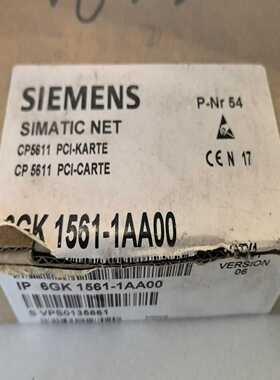 SIEMENS
P-Nr 54
SIMATIC NET
CP5611 PCI-KARTE
CP 5611 PCI-CARTE
CE N 17
6GK 1561-1AA00
VERSION
06
IP 6GK 1561-1AA00
S VPS0135661